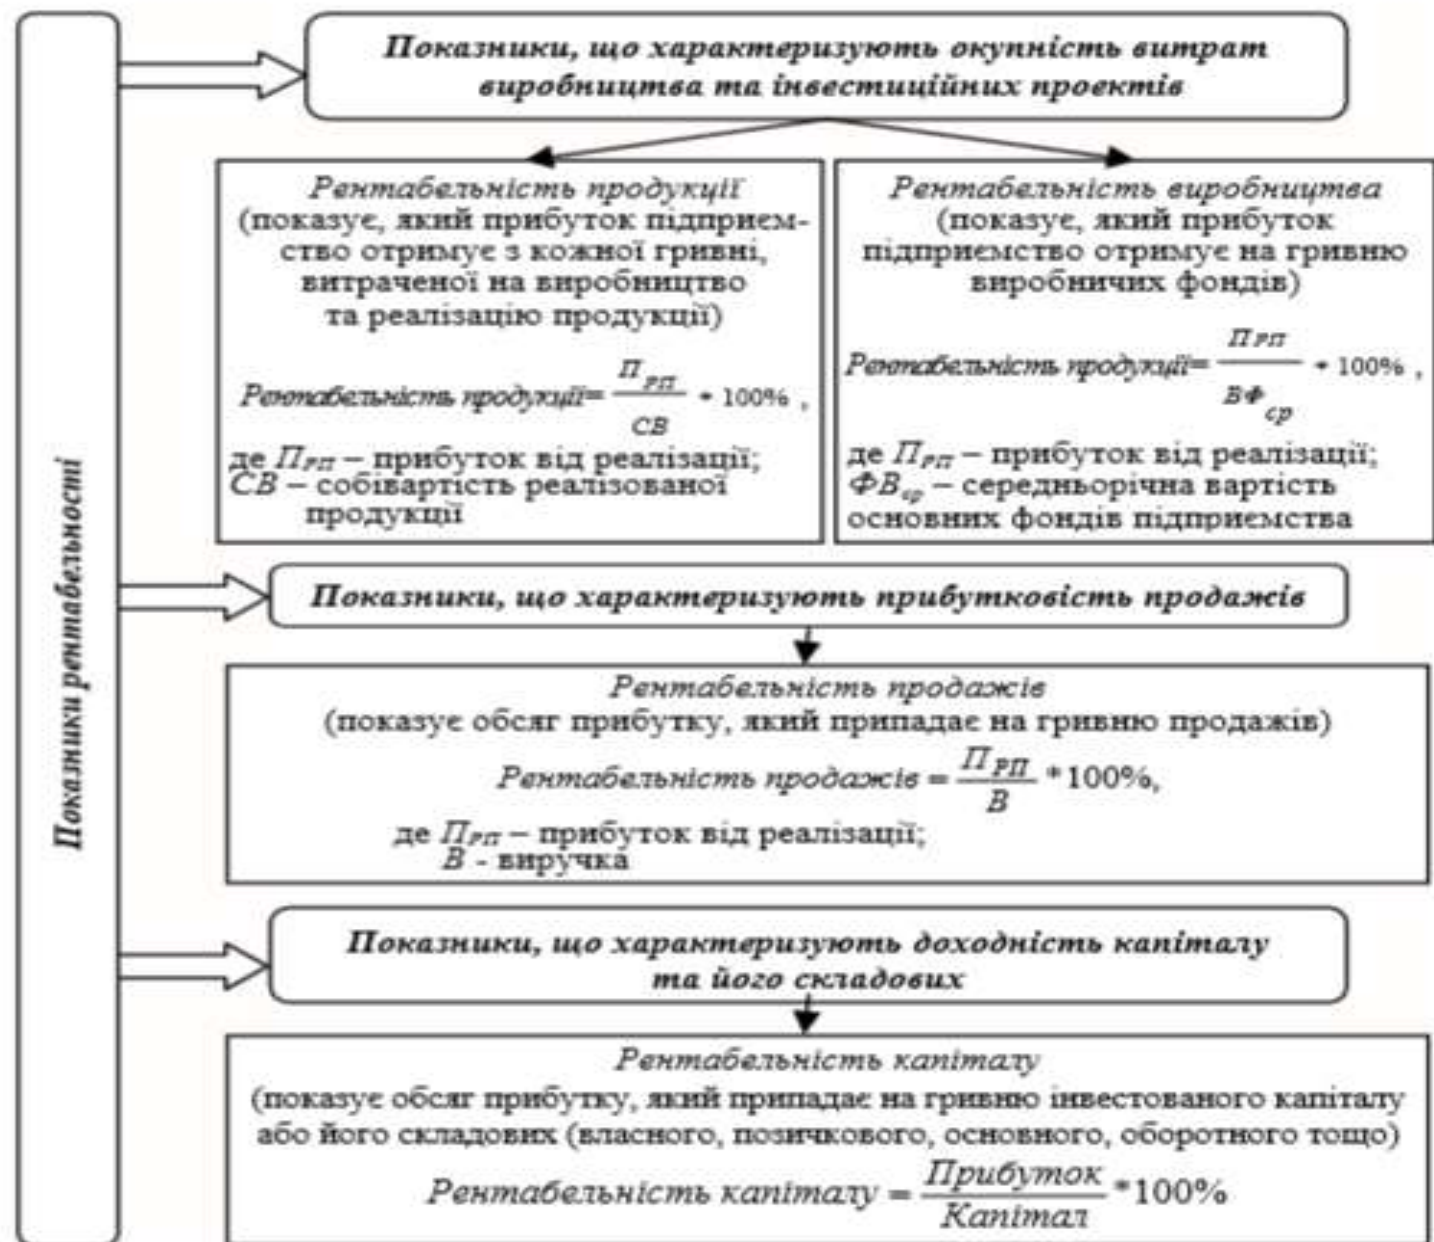 Показники рентабельності
Показники, що характеризують окупність витрат
виробництва та інвестиційних проектів
Рентабельність продукції
(показує, який прибуток підприєм-
ство отримує з кожної гривні,
витраченої на виробництво
та реалізацію продукції)
Рентабельність продукції= П РП / СВ * 100% ,
де П РП – прибуток від реалізації;
СВ – собівартість реалізованої
продукції
Рентабельність виробництва
(показує, який прибуток
підприємство отримує на гривню
виробничих фондів)
Рентабельність продукції= П РП / ВФ ср * 100% ,
де П РП – прибуток від реалізації;
ФВ ср – середньорічна вартість
основних фондів підприємства
Показники, що характеризують прибутковість продажів
Рентабельність продажів
(показує обсяг прибутку, який припадає на гривню продажів)
Рентабельність продажів = П РП / В *100%,
де П РП – прибуток від реалізації;
В - виручка
Показники, що характеризують доходність капіталу
та його складових
Рентабельність капіталу
(показує обсяг прибутку, який припадає на гривню інвестованого капіталу
або його складових (власного, позичкового, основного, оборотного тощо)
Рентабельність капіталу = Прибуток / Капітал *100%